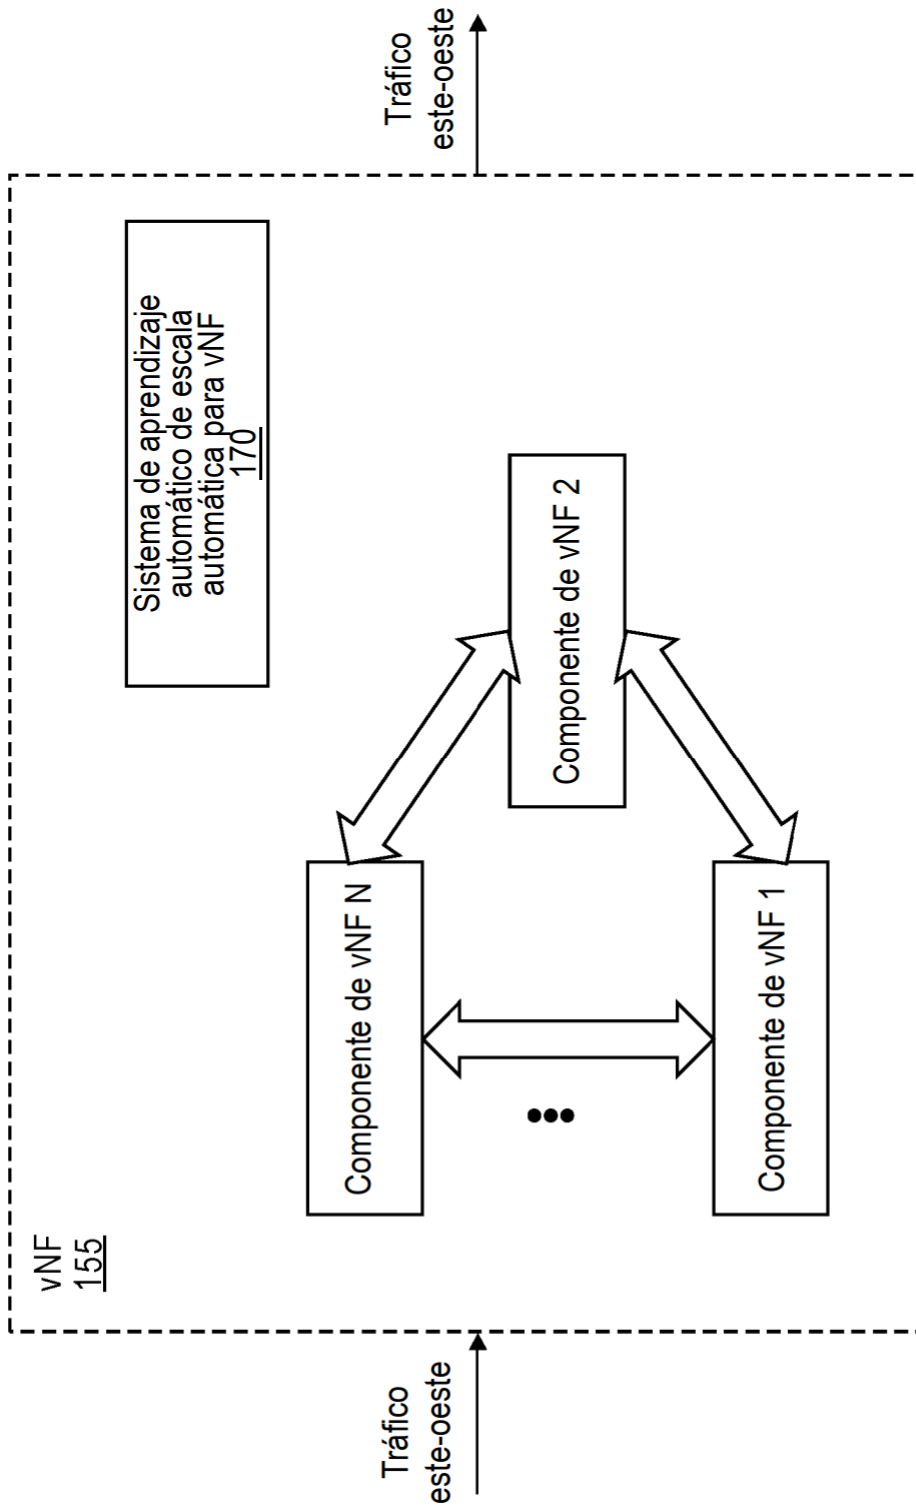 vNF
155
Sistema de aprendizaje
automático de escala
automática para vNF
170
Componente de vNF N
Componente de vNF 2
Componente de vNF 1
Tráfico
este-oeste
Tráfico
este-oeste